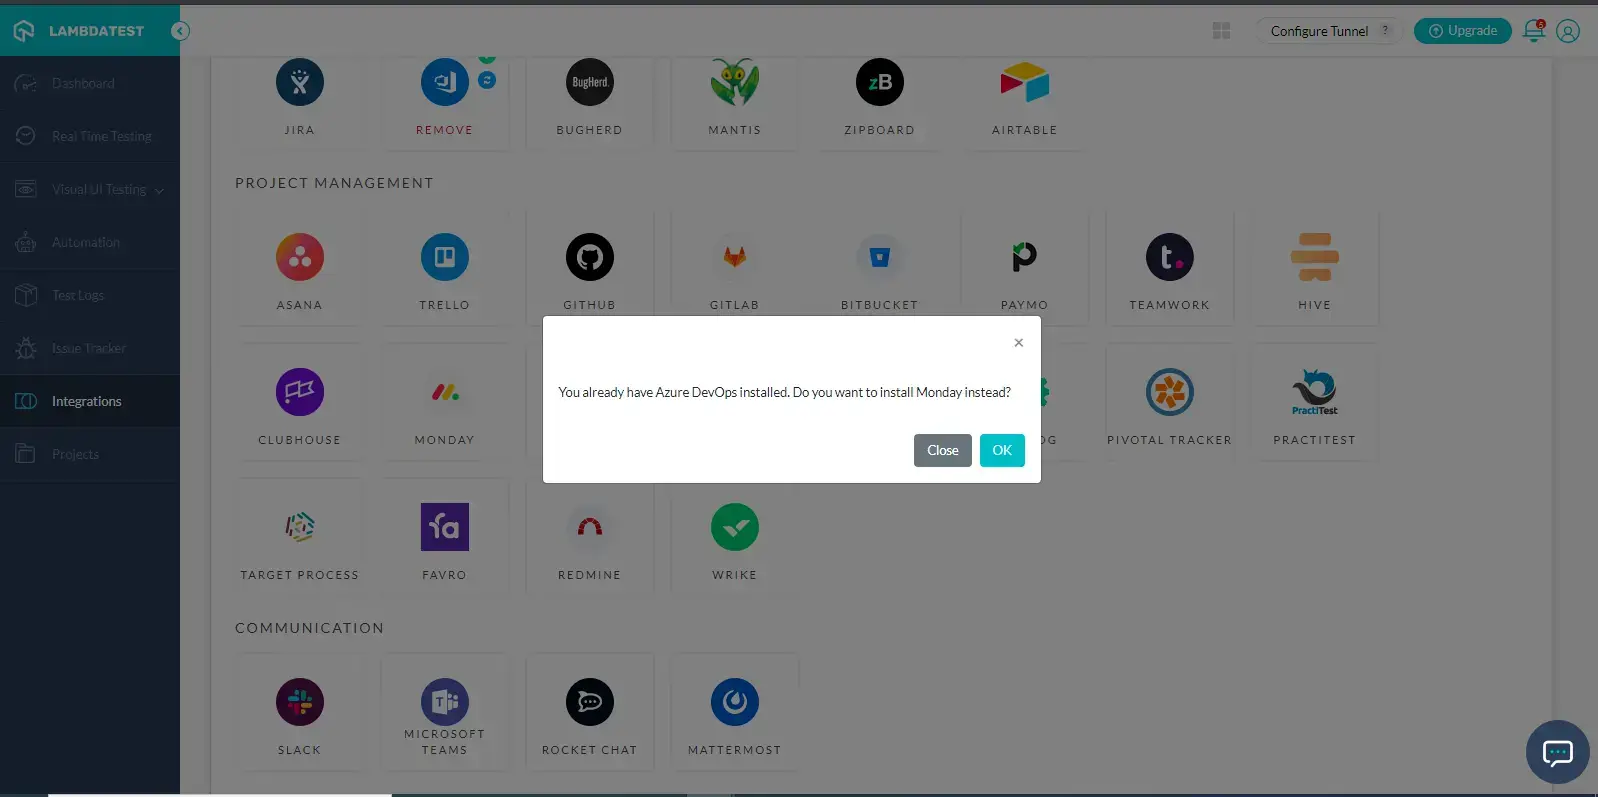 LAMBDATEST
Configure Tunnel ?
Upgrade
5
Dashboard
Real Time Testing
Visual UI Testing
Automation
Test Logs
Issue Tracker
Integrations
Projects
BugHerd.
zB
JIRA
REMOVE
BUGHERD
MANTIS
ZIPBOARD
AIRTABLE
PROJECT MANAGEMENT
t.
ASANA
TRELLO
GITHUB
GITLAB
BITBUCKET
PAYMO
TEAMWORK
HIVE
×
You already have Azure DevOps installed. Do you want to install Monday instead?
Close
OK
PractiTest
CLUBHOUSE
MONDAY
OG
PIVOTAL TRACKER
PRACTITEST
fa
TARGET PROCESS
FAVRO
REDMINE
WRIKE
COMMUNICATION
T
SLACK
MICROSOFT
TEAMS
ROCKET CHAT
MATTERMOST